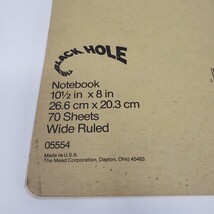 THE BLACK HOLE
Notebook
10½ in x 8 in
26.6 cm x 20.3 cm
70 Sheets
Wide Ruled
05554
Made in U.S.A.
The Mead Corporation, Dayton, Ohio 45463